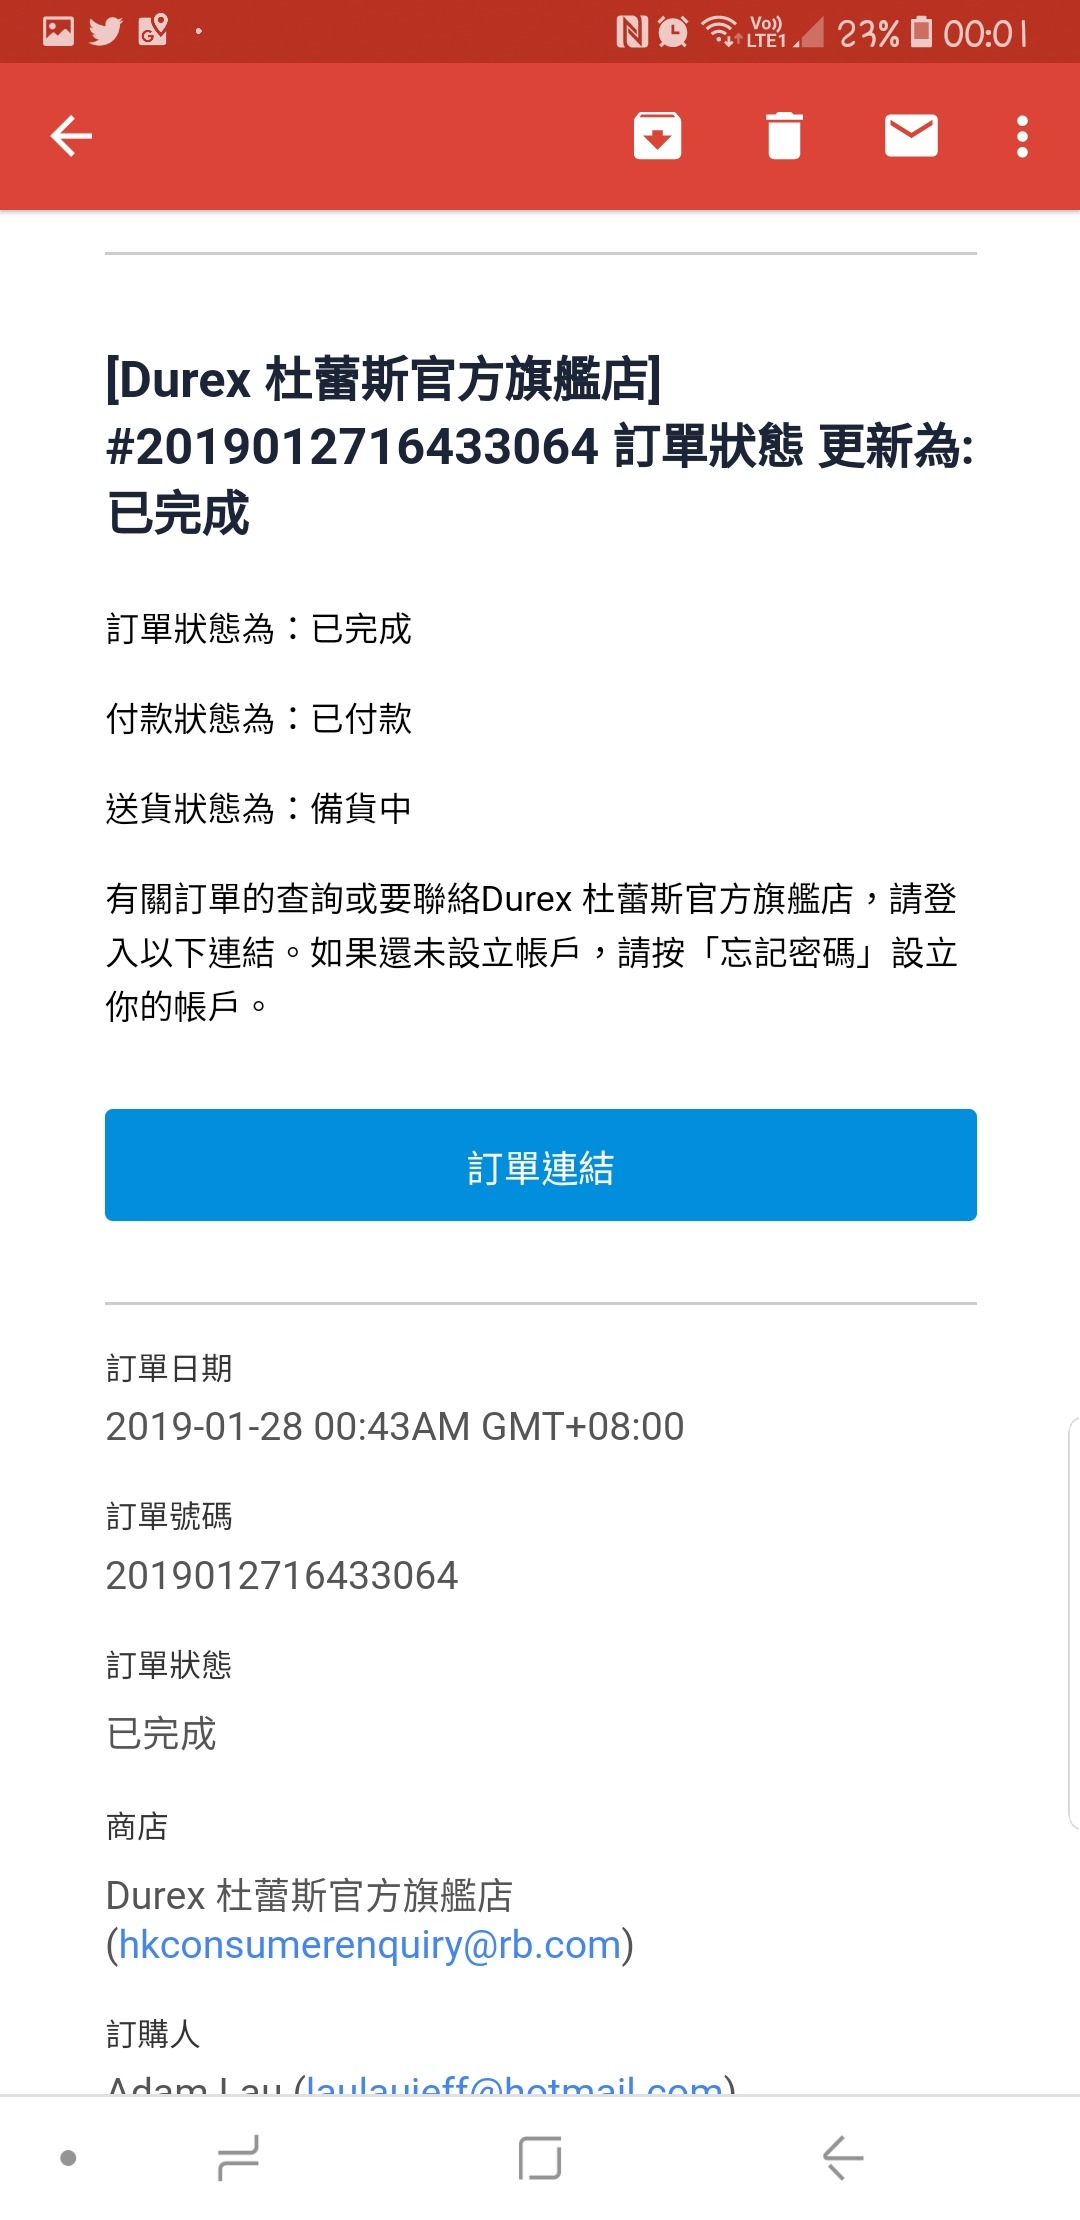 Vo)) LTE1 23% 00:01
[Durex 杜蕾斯官方旗艦店]
#2019012716433064 訂單狀態 更新為:
已完成
訂單狀態為：已完成
付款狀態為：已付款
送貨狀態為：備貨中
有關訂單的查詢或要聯絡Durex 杜蕾斯官方旗艦店，請登
入以下連結。如果還未設立帳戶，請按「忘記密碼」設立
你的帳戶。
訂單連結
訂單日期
2019-01-28 00:43AM GMT+08:00
訂單號碼
2019012716433064
訂單狀態
已完成
商店
Durex 杜蕾斯官方旗艦店
(hkconsumerenquiry@rb.com)
訂購人
Adam Lau (laulaujeff@hotmail.com)